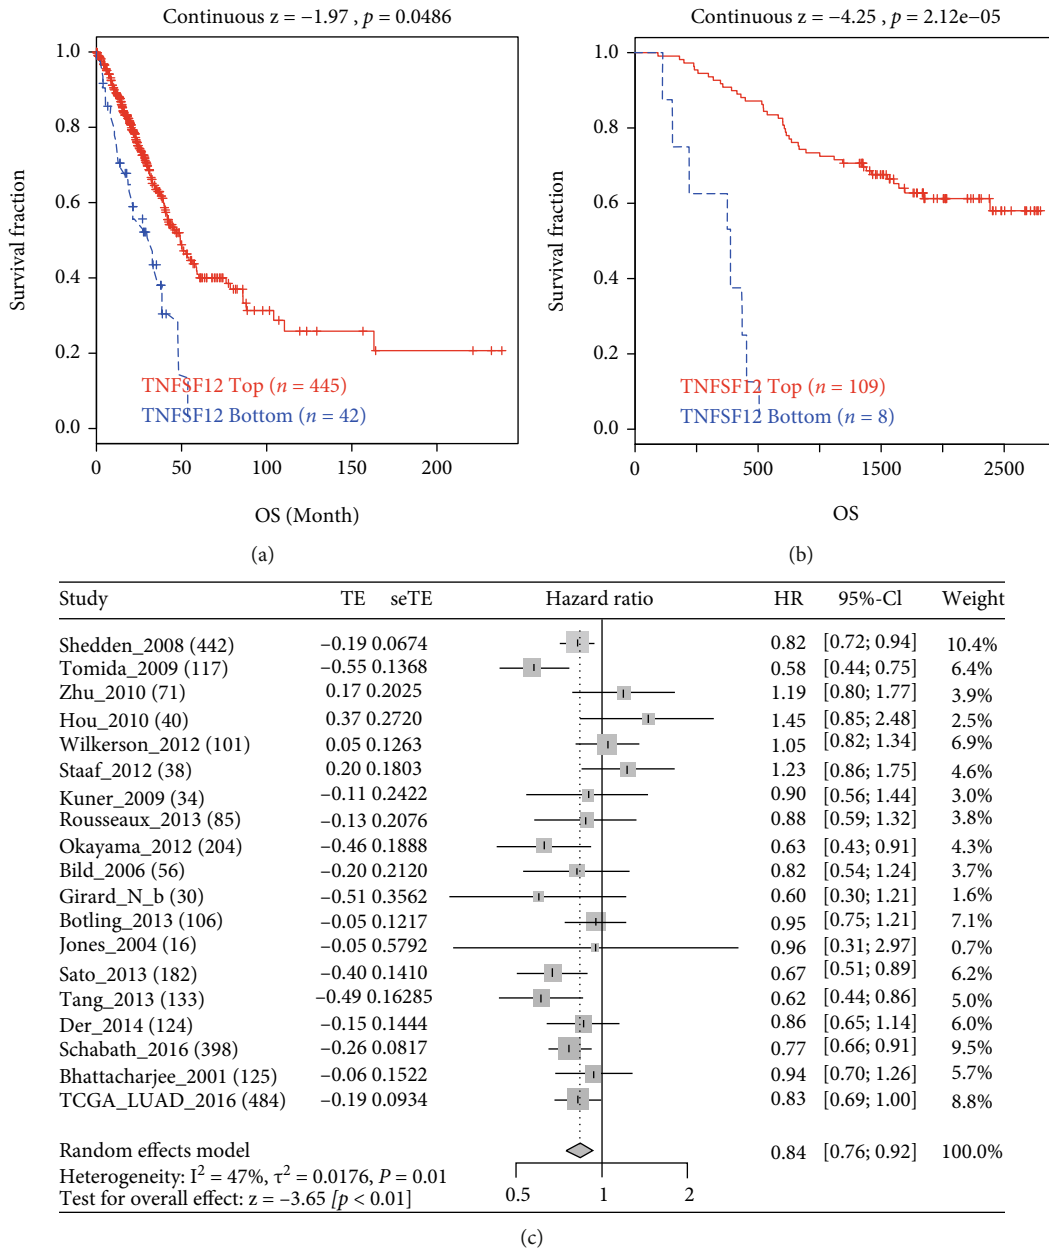 Continuous z = −1.97 , p = 0.0486
Survival fraction
1.0
0.8
0.6
0.4
0.2
0.0
TNFSF12 Top (n = 445)
TNFSF12 Bottom (n = 42)
0 50 100 150 200
OS (Month)
(a)
Continuous z = −4.25 , p = 2.12e−05
Survival fraction
1.0
0.8
0.6
0.4
0.2
0.0
TNFSF12 Top (n = 109)
TNFSF12 Bottom (n = 8)
0 500 1500 2500
OS
(b)
Study TE seTE Hazard ratio HR 95%-Cl Weight
Shedden_2008 (442) −0.19 0.0674 0.82 [0.72; 0.94] 10.4%
Tomida_2009 (117) −0.55 0.1368 0.58 [0.44; 0.75] 6.4%
Zhu_2010 (71) 0.17 0.2025 1.19 [0.80; 1.77] 3.9%
Hou_2010 (40) 0.37 0.2720 1.45 [0.85; 2.48] 2.5%
Wilkerson_2012 (101) 0.05 0.1263 1.05 [0.82; 1.34] 6.9%
Staaf_2012 (38) 0.20 0.1803 1.23 [0.86; 1.75] 4.6%
Kuner_2009 (34) −0.11 0.2422 0.90 [0.56; 1.44] 3.0%
Rousseaux_2013 (85) −0.13 0.2076 0.88 [0.59; 1.32] 3.8%
Okayama_2012 (204) −0.46 0.1888 0.63 [0.43; 0.91] 4.3%
Bild_2006 (56) −0.20 0.2120 0.82 [0.54; 1.24] 3.7%
Girard_N_b (30) −0.51 0.3562 0.60 [0.30; 1.21] 1.6%
Botling_2013 (106) −0.05 0.1217 0.95 [0.75; 1.21] 7.1%
Jones_2004 (16) −0.05 0.5792 0.96 [0.31; 2.97] 0.7%
Sato_2013 (182) −0.40 0.1410 0.67 [0.51; 0.89] 6.2%
Tang_2013 (133) −0.49 0.16285 0.62 [0.44; 0.86] 5.0%
Der_2014 (124) −0.15 0.1444 0.86 [0.65; 1.14] 6.0%
Schabath_2016 (398) −0.26 0.0817 0.77 [0.66; 0.91] 9.5%
Bhattacharjee_2001 (125) −0.06 0.1522 0.94 [0.70; 1.26] 5.7%
TCGA_LUAD_2016 (484) −0.19 0.0934 0.83 [0.69; 1.00] 8.8%
Random effects model 0.84 [0.76; 0.92] 100.0%
Heterogeneity: I² = 47%, τ² = 0.0176, P = 0.01
Test for overall effect: z = −3.65 [p < 0.01]
0.5 1 2
(c)